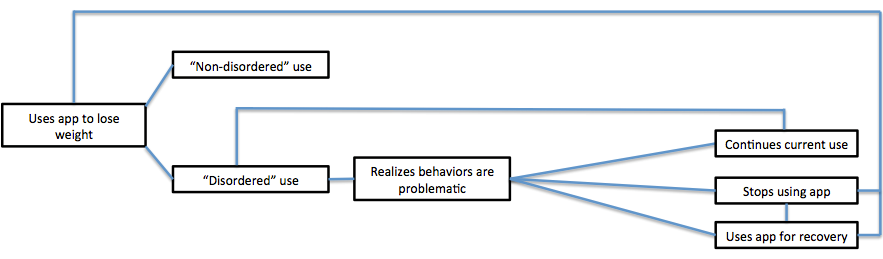 “Non-disordered” use
Uses app to lose
weight
Continues current use
“Disordered” use
Realizes behaviors are
problematic
Stops using app
Uses app for recovery